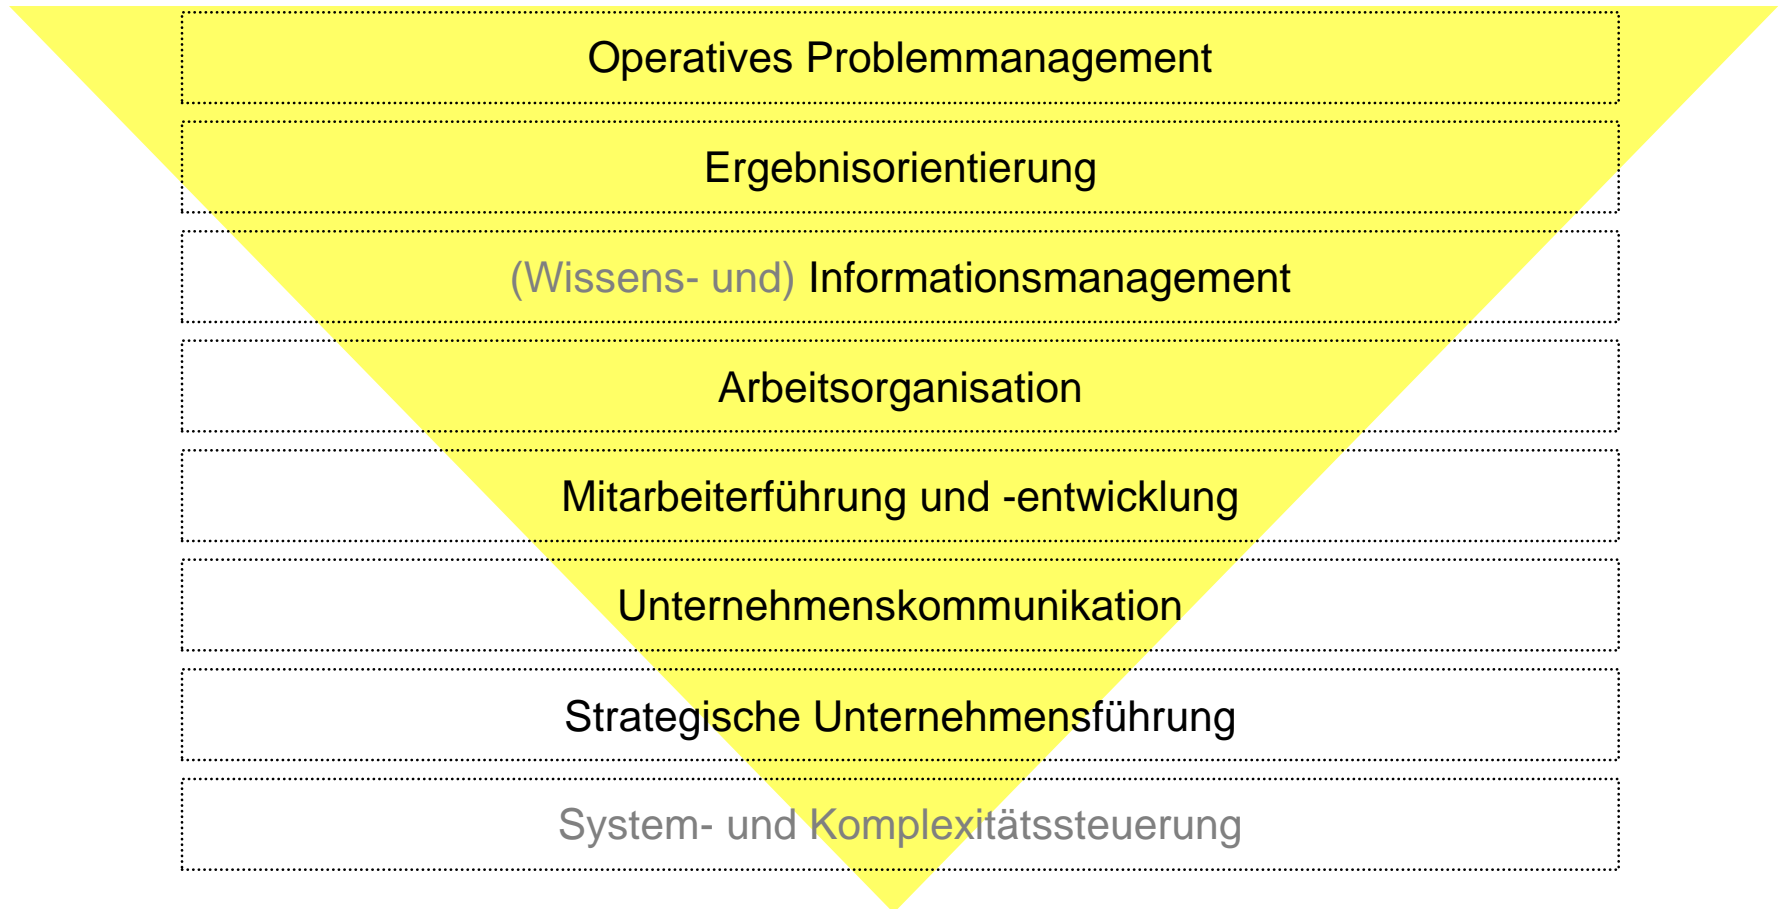 Operatives Problemmanagement
Ergebnisorientierung
(Wissens- und) Informationsmanagement
Arbeitsorganisation
Mitarbeiterführung und -entwicklung
Unternehmenskommunikation
Strategische Unternehmensführung
System- und Komplexitätssteuerung